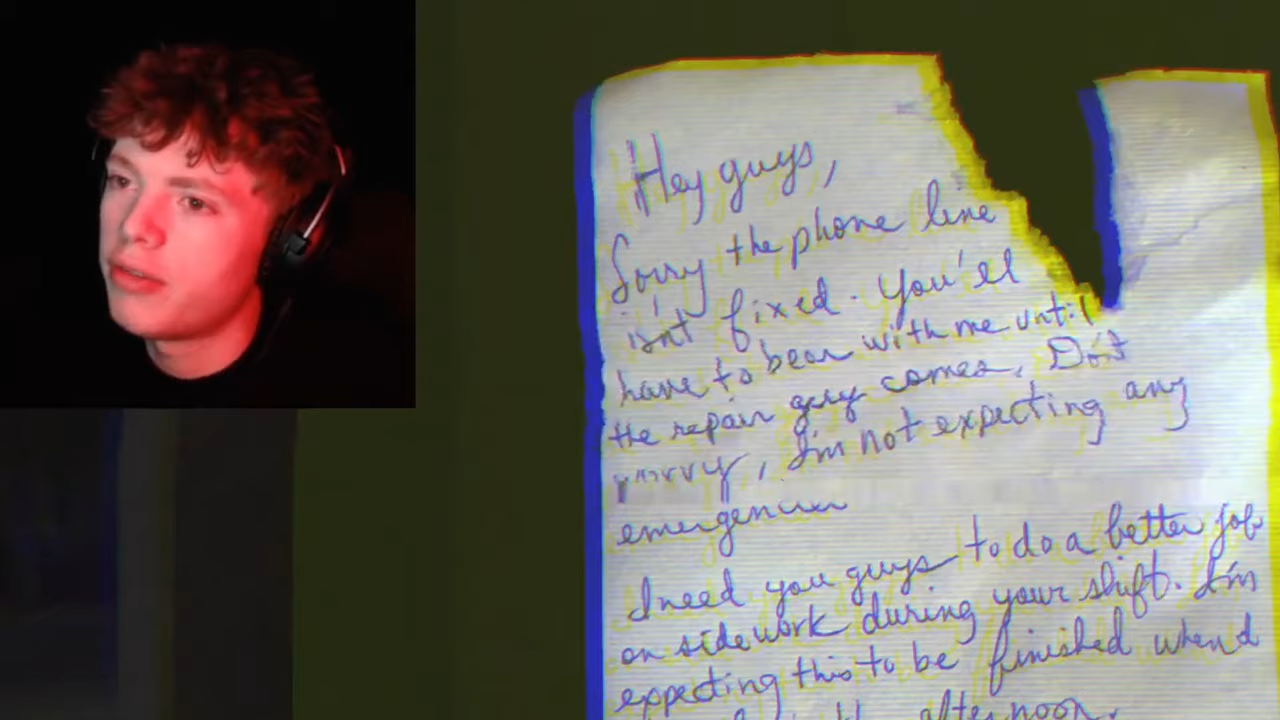 Hey guys,
Sorry the phone line
isn't fixed. You'll
have to bear with me until
the repair guy comes. Don't
worry, I'm not expecting any
emergencies
I need you guys to do a better job
on sidework during your shift. I'm
expecting this to be finished when I
afternoon.